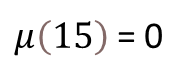 μ(15) = 0